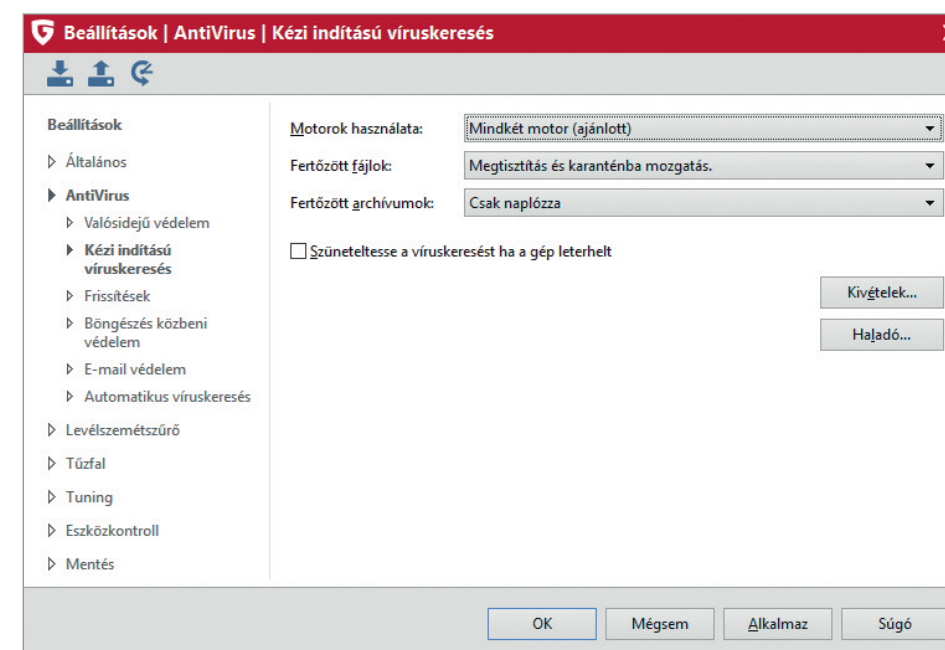 Beállítások | AntiVirus | Kézi indítású víruskeresés
Beállítások
Általános
AntiVirus
Valósidejű védelem
Kézi indítású
víruskeresés
Frissítések
Böngészés közbeni
védelem
E-mail védelem
Automatikus víruskeresés
Levélszemétszűrő
Tűzfal
Tuning
Eszközkontroll
Mentés
Motorok használata:
Mindkét motor (ajánlott)
Fertőzött fájlok:
Megtisztítás és karanténba mozgatás.
Fertőzött archívumok:
Csak naplózza
Szüneteltesse a víruskeresést ha a gép leterhelt
Kivételek...
Haladó...
OK
Mégsem
Alkalmaz
Súgó